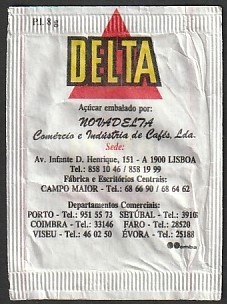 P.L. 8 g
DELTA
Açúcar embalado por:
NOVADELTA
Comércio e Indústria de Cafés, Lda.
Sede:
Av. Infante D. Henrique, 151 - A 1900 LISBOA
Tel.: 858 10 46 / 858 19 99
Fábrica e Escritórios Centrais:
CAMPO MAIOR - Tel.: 68 66 90 / 68 64 62
Departamentos Comerciais:
PORTO - Tel.: 951 55 73 SETÚBAL - Tel.:
COIMBRA - Tel.: 33146 FARO - Tel.: 28520
VISEU - Tel.: 46 02 50 ÉVORA - Tel.: 25188